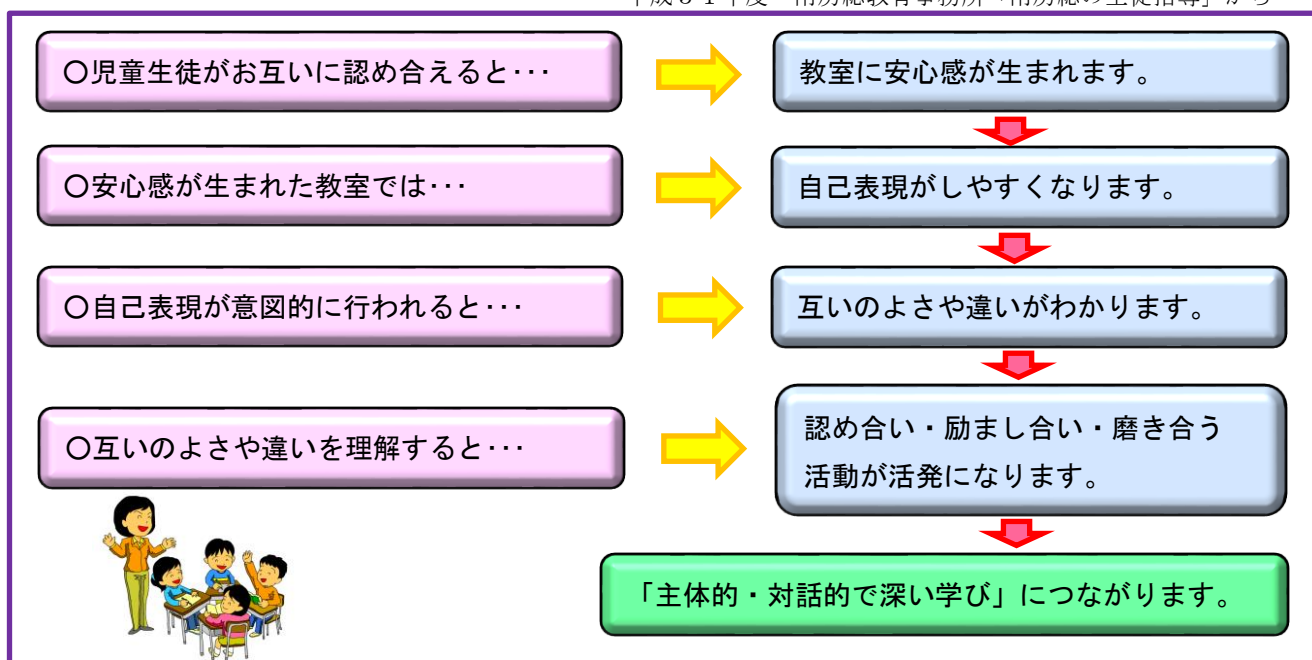 〇児童生徒がお互いに認め合えると･･･
教室に安心感が生まれます。
〇安心感が生まれた教室では･･･
自己表現がしやすくなります。
〇自己表現が意図的に行われると･･･
互いのよさや違いがわかります。
〇互いのよさや違いを理解すると･･･
認め合い・励まし合い・磨き合う
活動が活発になります。
「主体的・対話的で深い学び」につながります。